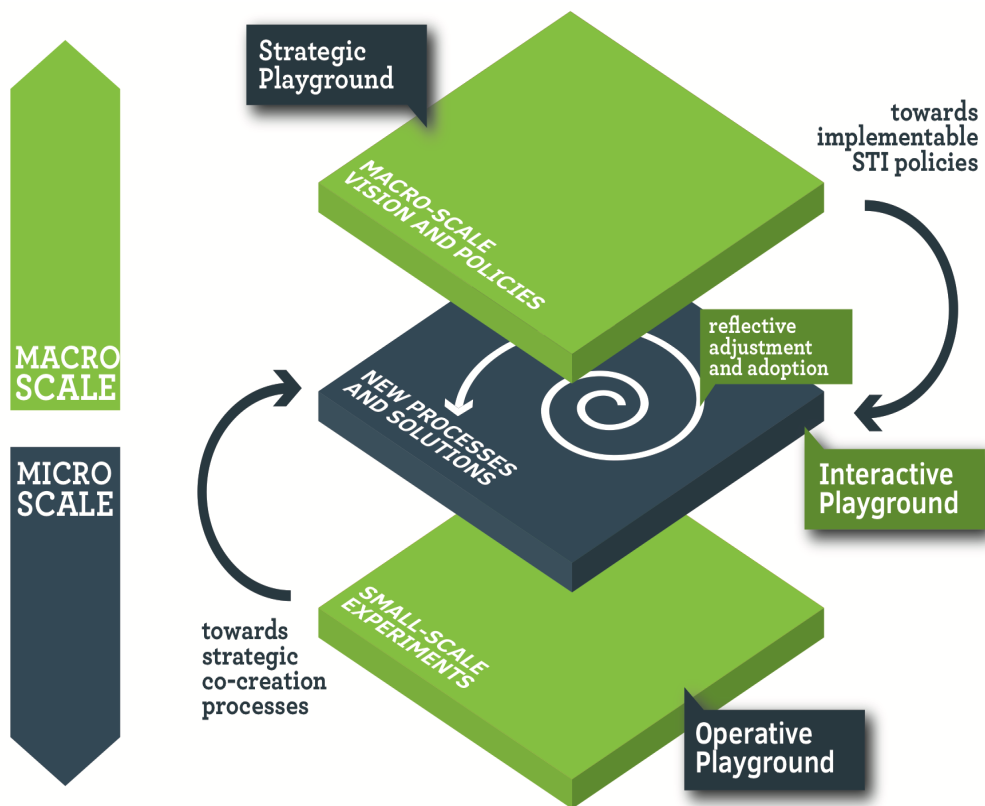 Strategic
Playground
towards
implementable
STI policies
MACRO-SCALE
VISION AND POLICIES
reflective
adjustment
and adoption
MACRO
SCALE
NEW PROCESSES
AND SOLUTIONS
MICRO
SCALE
Interactive
Playground
SMALL-SCALE
EXPERIMENTS
towards
strategic
co-creation
processes
Operative
Playground